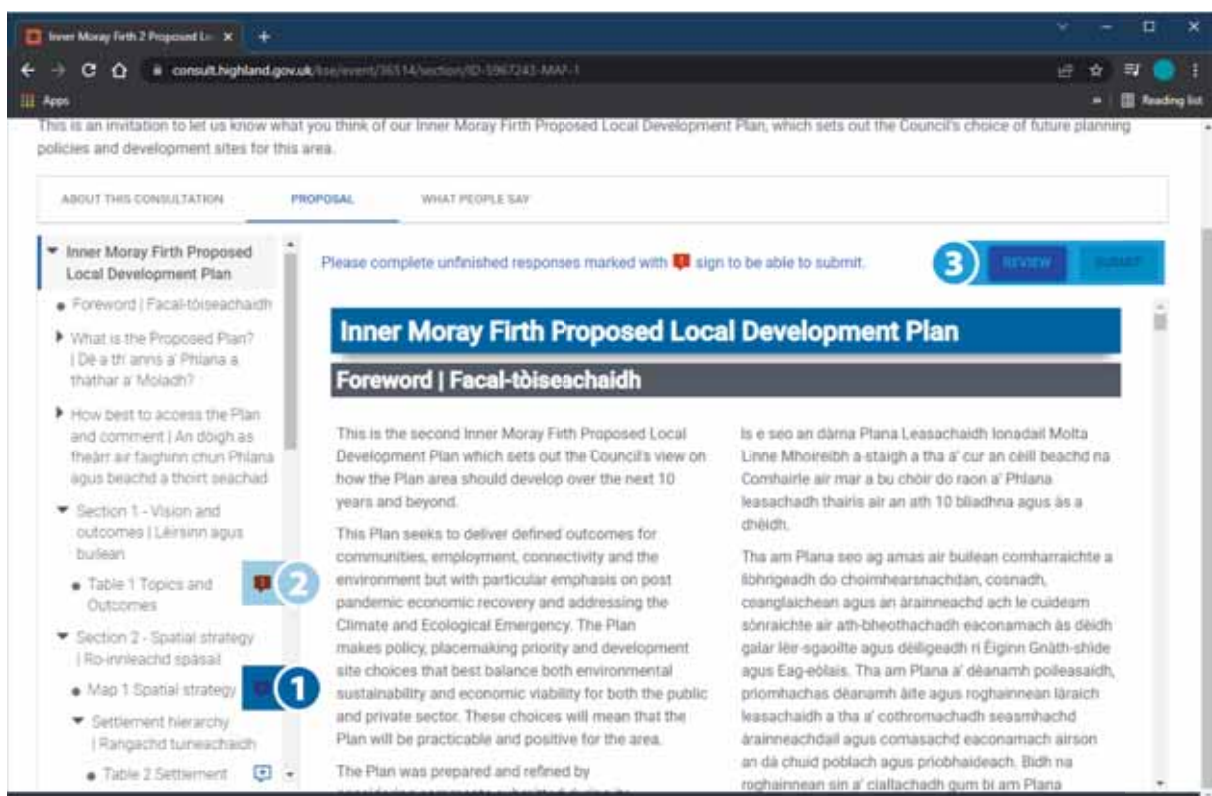 Inner Moray Firth 2 Proposed Lo
consult.highland.gov.uk/kse/event/36514/section/ID-5967243-MAP-1
Apps
Reading list
This is an invitation to let us know what you think of our Inner Moray Firth Proposed Local Development Plan, which sets out the Council's choice of future planning
policies and development sites for this area.
ABOUT THIS CONSULTATION
PROPOSAL
WHAT PEOPLE SAY
Inner Moray Firth Proposed
Local Development Plan
Foreword | Facal-tòiseachaidh
What is the Proposed Plan?
| Dè a th' anns a' Phlana a
thathar a' Moladh?
How best to access the Plan
and comment | An dòigh as
fheàrr air faighinn chun Phlana
agus beachd a thoirt seachad
Section 1 - Vision and
outcomes | Lèirsinn agus
builean
Table 1 Topics and
Outcomes
2
Section 2 - Spatial strategy
| Ro-innleachd spàsail
Map 1 Spatial strategy
1
Settlement hierarchy
| Rangachd tuineachaidh
Table 2 Settlement
Please complete unfinished responses marked with ! sign to be able to submit.
3
REVIEW
SUBMIT
Inner Moray Firth Proposed Local Development Plan
Foreword | Facal-tòiseachaidh
This is the second Inner Moray Firth Proposed Local
Development Plan which sets out the Council's view on
how the Plan area should develop over the next 10
years and beyond.
This Plan seeks to deliver defined outcomes for
communities, employment, connectivity and the
environment but with particular emphasis on post
pandemic economic recovery and addressing the
Climate and Ecological Emergency. The Plan
makes policy, placemaking priority and development
site choices that best balance both environmental
sustainability and economic viability for both the public
and private sector. These choices will mean that the
Plan will be practicable and positive for the area.
The Plan was prepared and refined by
considering comments submitted during its
Is e seo an dàrna Plana Leasachaidh Ionadail Molta
Linne Mhoireibh a-staigh a tha a' cur an cèill beachd na
Comhairle air mar a bu chòir do raon a' Phlana
leasachadh thairis air an ath 10 bliadhna agus às a
dhèidh.
Tha am Plana seo ag amas air builean comharraichte a
lìbhrigeadh do choimhearsnachdan, cosnadh,
ceanglaichean agus an àrainneachd ach le cuideam
sònraichte air ath-bheothachadh eaconamach às dèidh
galar lèir-sgaoilte agus dèiligeadh ri Èiginn Gnàth-shìde
agus Eag-eòlais. Tha am Plana a' dèanamh poileasaidh,
prìomhachas dèanamh àite agus roghainnean làraich
leasachaidh a tha a' cothromachadh seasmhachd
àrainneachdail agus comasachd eaconamach airson
an dà chuid poblach agus prìobhaideach. Bidh na
roghainnean sin a' ciallachadh gum bi am Plana